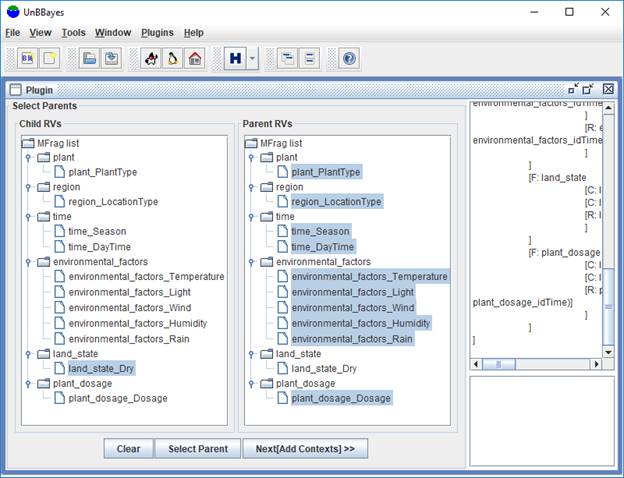 UnBBayes
File View Tools Window Plugins Help
H
Plugin
Select Parents
Child RVs
MFrag list
plant
plant_PlantType
region
region_LocationType
time
time_Season
time_DayTime
environmental_factors
environmental_factors_Temperature
environmental_factors_Light
environmental_factors_Wind
environmental_factors_Humidity
environmental_factors_Rain
land_state
land_state_Dry
plant_dosage
plant_dosage_Dosage
Parent RVs
MFrag list
plant
plant_PlantType
region
region_LocationType
time
time_Season
time_DayTime
environmental_factors
environmental_factors_Temperature
environmental_factors_Light
environmental_factors_Wind
environmental_factors_Humidity
environmental_factors_Rain
land_state
land_state_Dry
plant_dosage
plant_dosage_Dosage
Clear Select Parent Next[Add Contexts] >>
environmental_factors_idTime
]
[R: e
environmental_factors_idTime
]
]
[F: land_state
[C: l
[C: l
[R: l
]
[F: plant_dosage
[C: l
[C: l
[R: p
plant_dosage_idTime)]
]
]
]